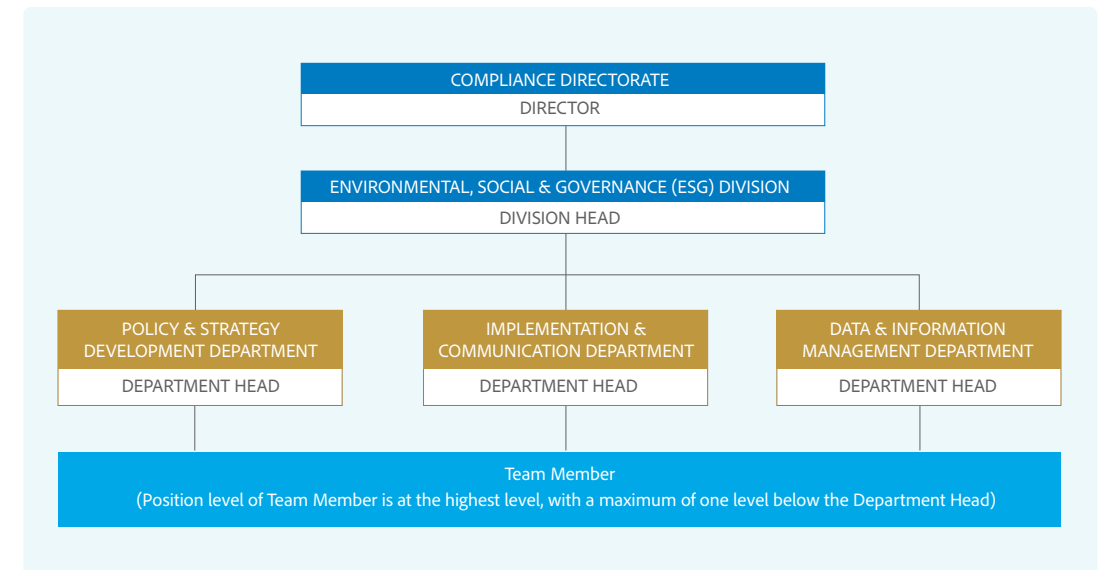 COMPLIANCE DIRECTORATE
DIRECTOR
ENVIRONMENTAL, SOCIAL & GOVERNANCE (ESG) DIVISION
DIVISION HEAD
POLICY & STRATEGY
DEVELOPMENT DEPARTMENT
DEPARTMENT HEAD
IMPLEMENTATION &
COMMUNICATION DEPARTMENT
DEPARTMENT HEAD
DATA & INFORMATION
MANAGEMENT DEPARTMENT
DEPARTMENT HEAD
Team Member
(Position level of Team Member is at the highest level, with a maximum of one level below the Department Head)